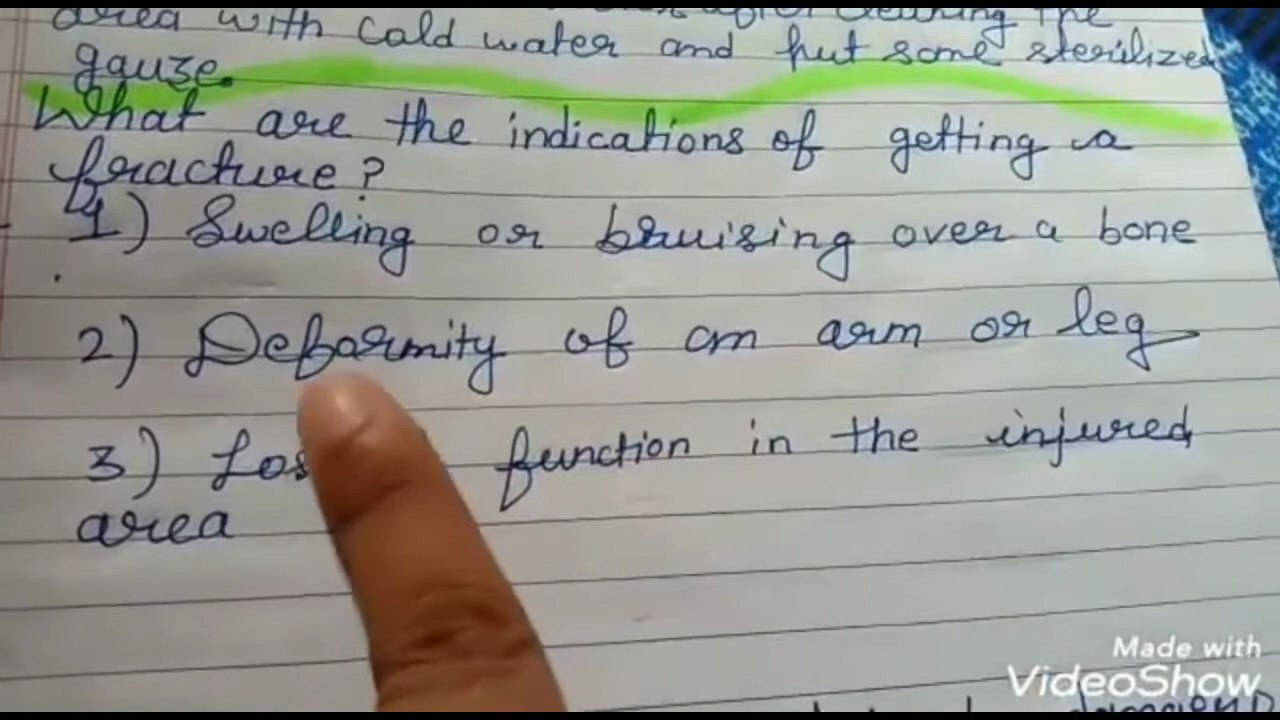 area with cold water and put some sterilized
gauze.
What are the indications of getting a
fracture?
1) Swelling or bruising over a bone
2) Deformity of an arm or leg
3) function in the injured
area
Made with
VideoShow